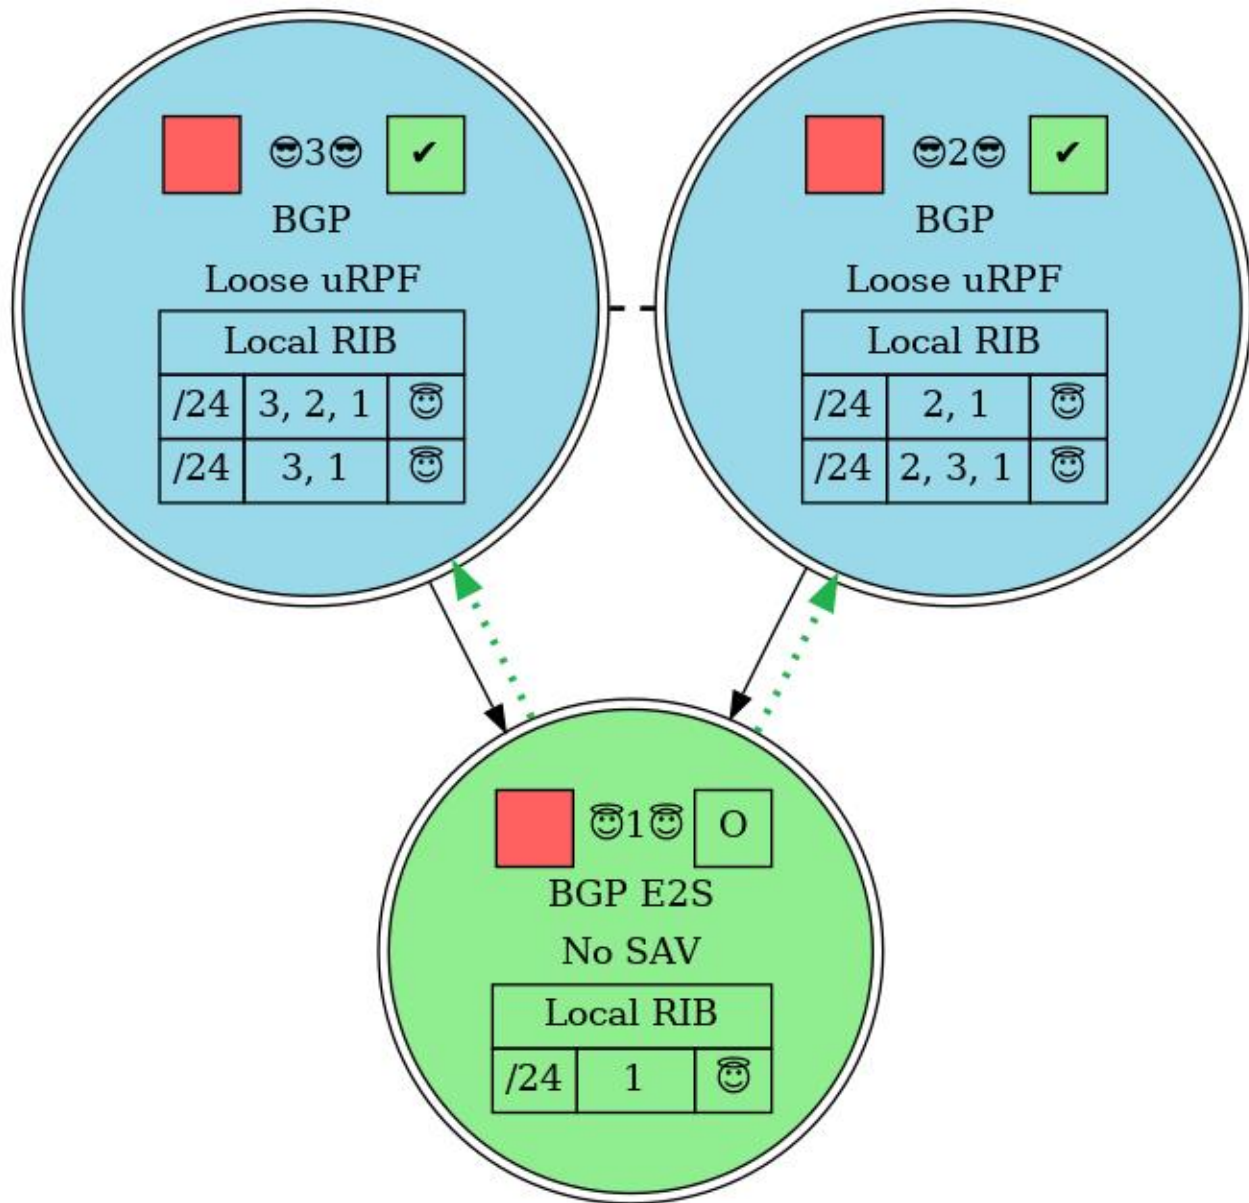 😎3😎 ✔
BGP
Loose uRPF
Local RIB
/24 3, 2, 1 😇
/24 3, 1 😇
😎2😎 ✔
BGP
Loose uRPF
Local RIB
/24 2, 1 😇
/24 2, 3, 1 😇
😇1😇 O
BGP E2S
No SAV
Local RIB
/24 1 😇